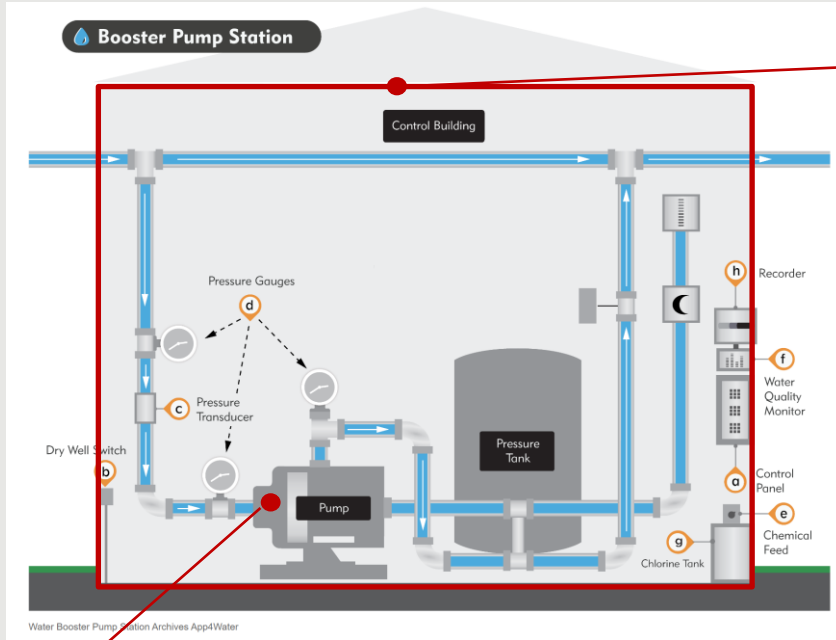 Booster Pump Station
Control Building
h
Recorder
Pressure Gauges
d
f
Water
Quality
Monitor
c
Pressure
Transducer
Dry Well Switch
b
Pressure
Tank
a
Control
Panel
Pump
e
Chemical
Feed
g
Chlorine Tank
Water Booster Pump Station Archives App4Water